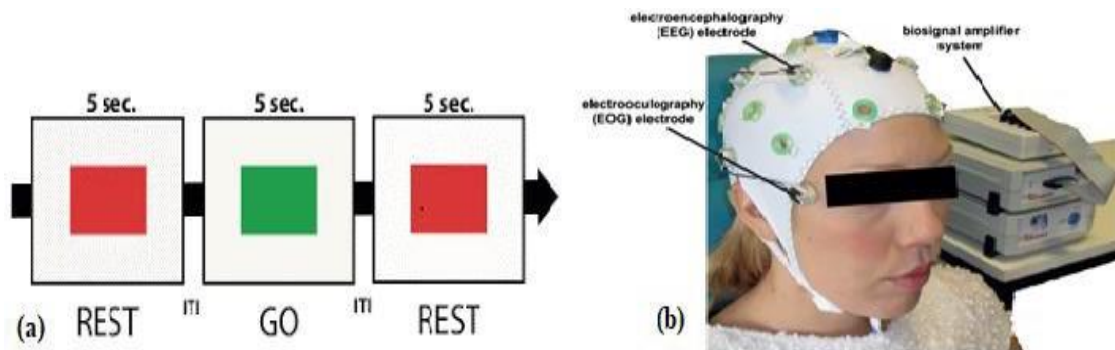 5 sec.
5 sec.
5 sec.
REST
ITI
GO
ITI
REST
(a)
electroencephalography
(EEG) electrode
electrooculography
(EOG) electrode
biosignal amplifier
system
(b)